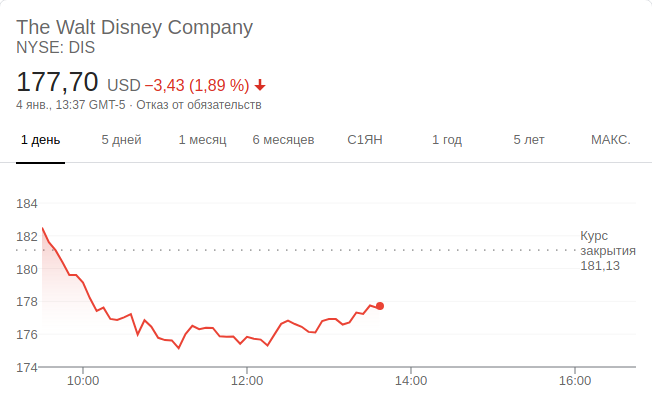 The Walt Disney Company
NYSE: DIS
177,70 USD −3,43 (1,89 %)
4 янв., 13:37 GMT-5 · Отказ от обязательств
1 день 5 дней 1 месяц 6 месяцев С1ЯН 1 год 5 лет МАКС.
184
182
180
178
176
174
Курс
закрытия
181,13
10:00 12:00 14:00 16:00